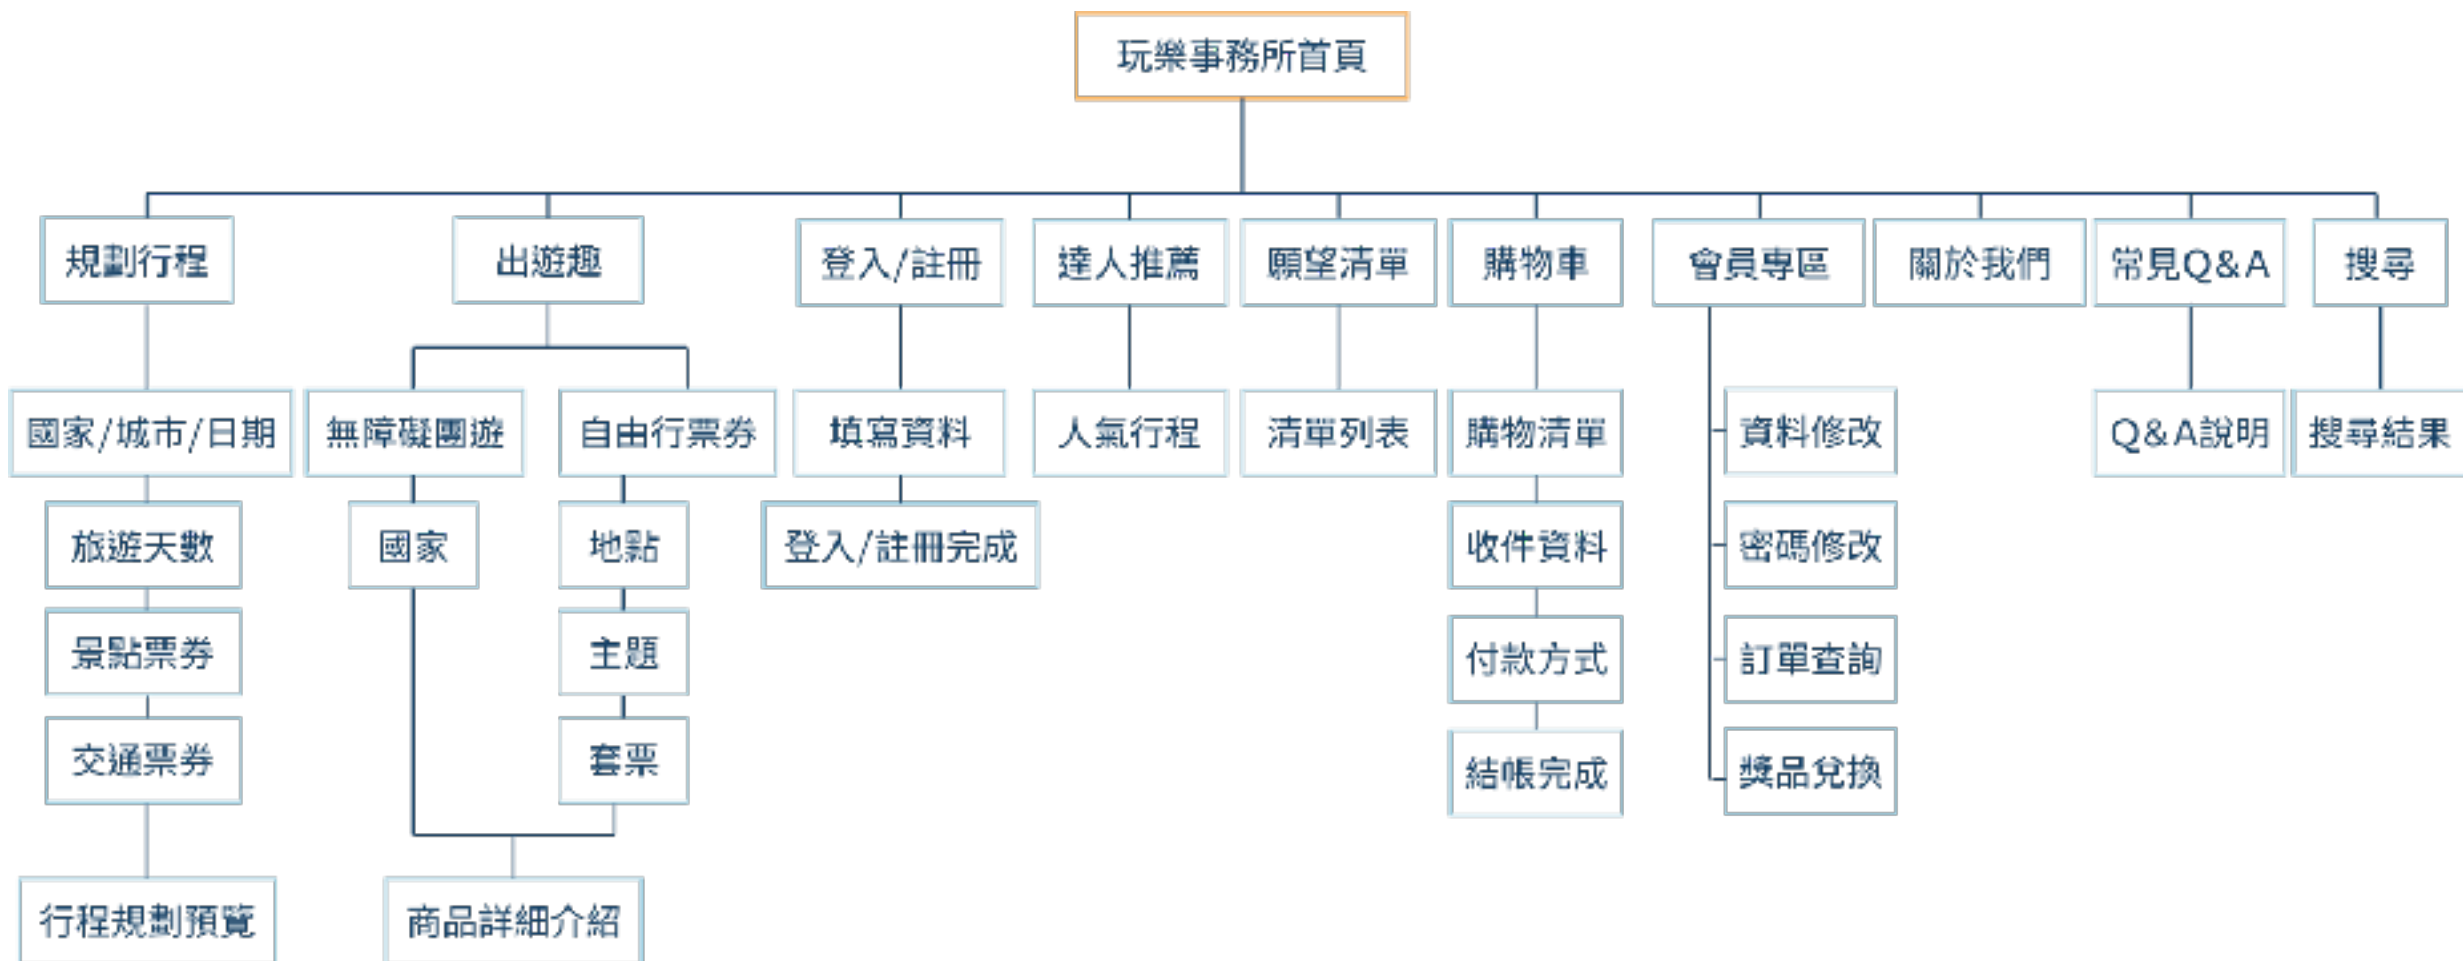 玩樂事務所首頁
規劃行程
出遊趣
登入/註冊
達人推薦
願望清單
購物車
會員專區
關於我們
常見Q&A
搜尋
國家/城市/日期
無障礙團遊
自由行票券
填寫資料
人氣行程
清單列表
購物清單
資料修改
Q&A說明
搜尋結果
旅遊天數
國家
地點
登入/註冊完成
收件資料
密碼修改
景點票券
主題
付款方式
訂單查詢
交通票券
套票
結帳完成
獎品兌換
行程規劃預覽
商品詳細介紹